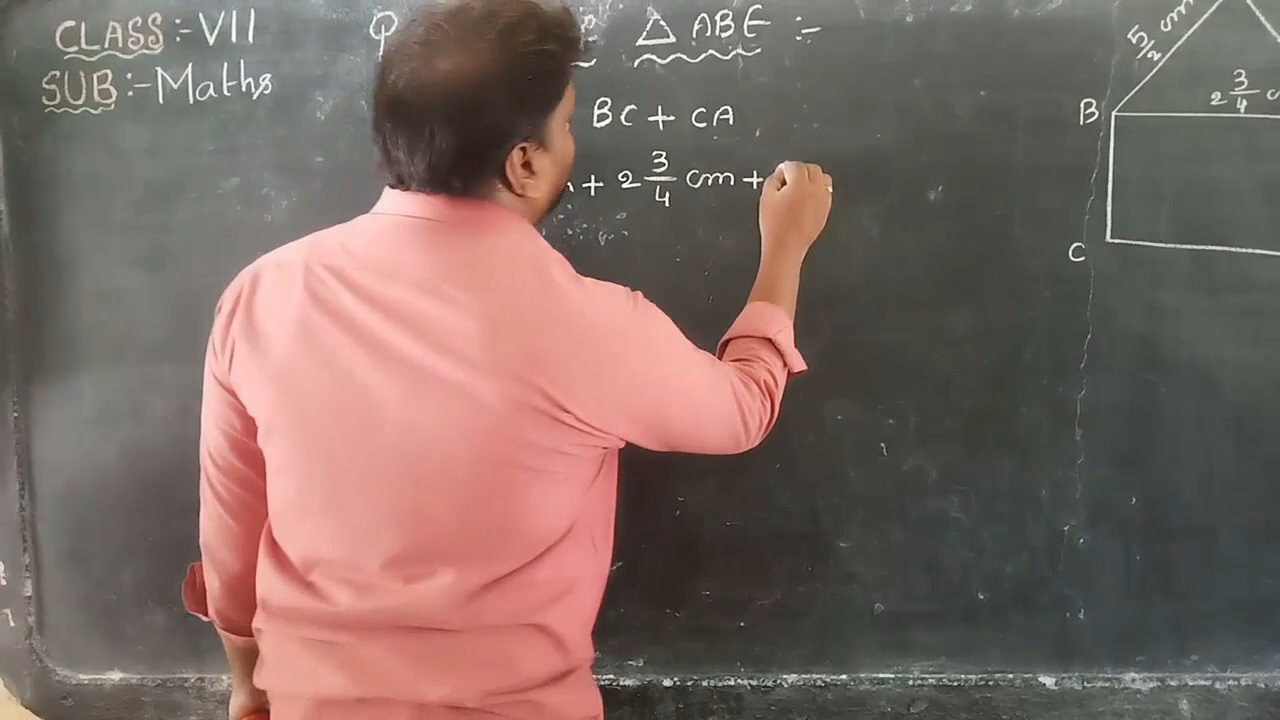 CLASS :- VII
SUB :- Maths
△ ABE :-
BC + CA
+ 2 3/4 cm +
5/2 cm
2 3/4
B
C